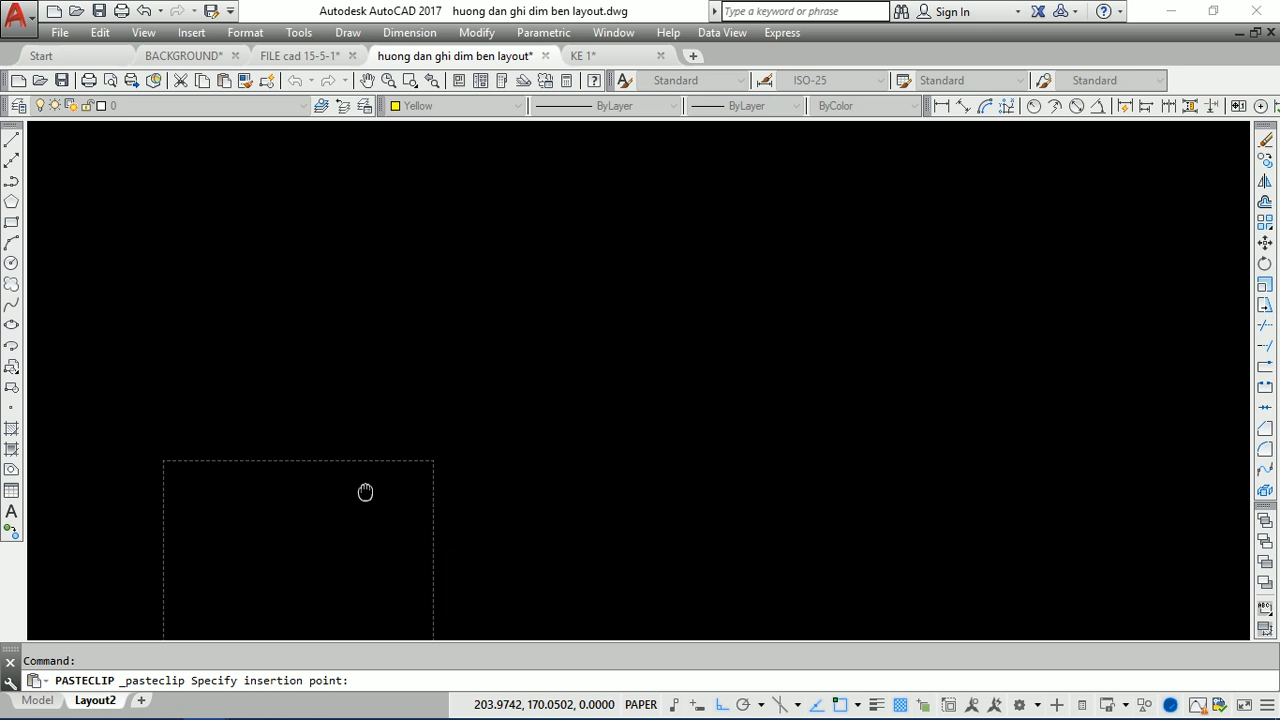 Autodesk AutoCAD 2017 huong dan ghi dim ben layout.dwg Type a keyword or phrase Sign In
File Edit View Insert Format Tools Draw Dimension Modify Parametric Window Help Data View Express
Start BACKGROUND* FILE cad 15-5-1* huong dan ghi dim ben layout* KE 1*
Standard ISO-25 Standard Standard
0 Yellow ByLayer ByLayer ByColor
Command:
PASTECLIP _pasteclip Specify insertion point:
Model Layout2 203.9742, 170.0502, 0.0000 PAPER